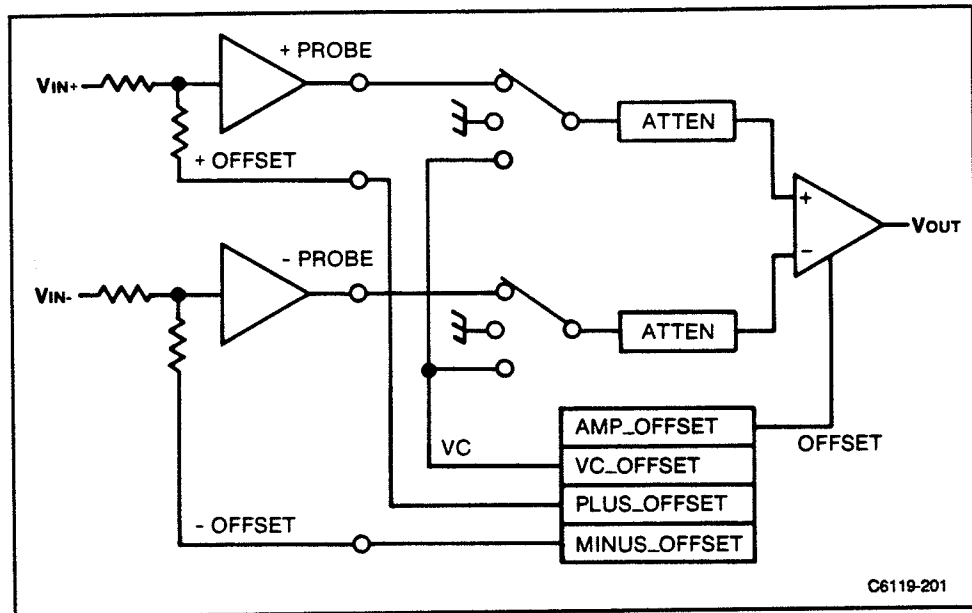 + PROBE
VIN+
ATTEN
+ OFFSET
+
VOUT
−
- PROBE
VIN-
ATTEN
AMP_OFFSET
OFFSET
VC
VC_OFFSET
PLUS_OFFSET
- OFFSET
MINUS_OFFSET
C6119-201